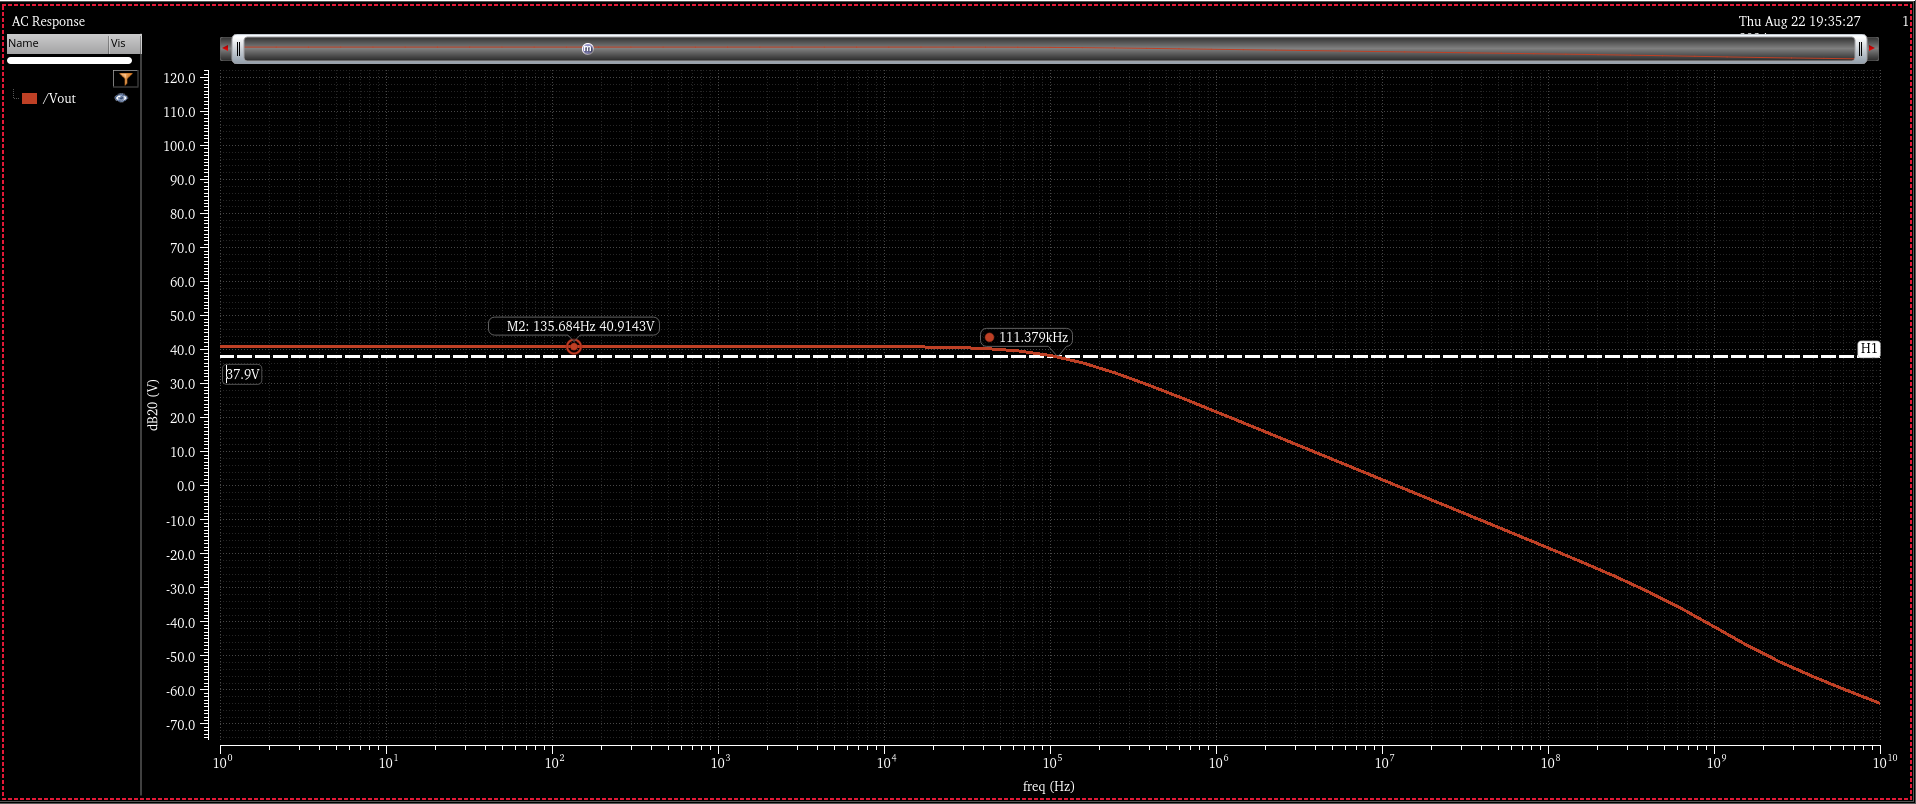 AC Response
Thu Aug 22 19:35:27
1
Name Vis
/Vout
120.0
110.0
100.0
90.0
80.0
70.0
60.0
50.0
40.0
30.0
20.0
10.0
0.0
-10.0
-20.0
-30.0
-40.0
-50.0
-60.0
-70.0
dB20 (V)
M2: 135.684Hz 40.9143V
111.379kHz
H1
37.9V
10⁰ 10¹ 10² 10³ 10⁴ 10⁵ 10⁶ 10⁷ 10⁸ 10⁹ 10¹⁰
freq (Hz)